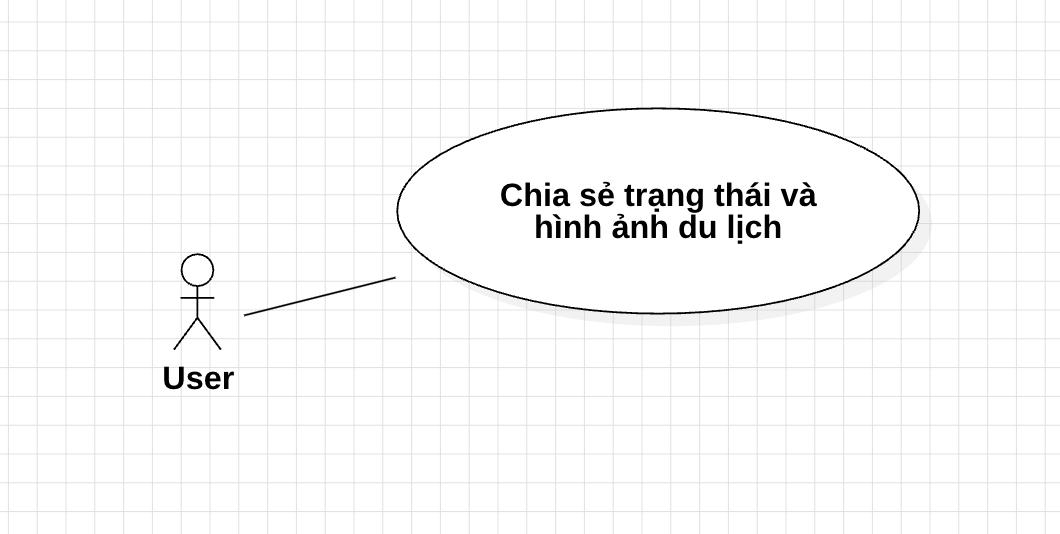 Chia sẻ trạng thái và
hình ảnh du lịch
User